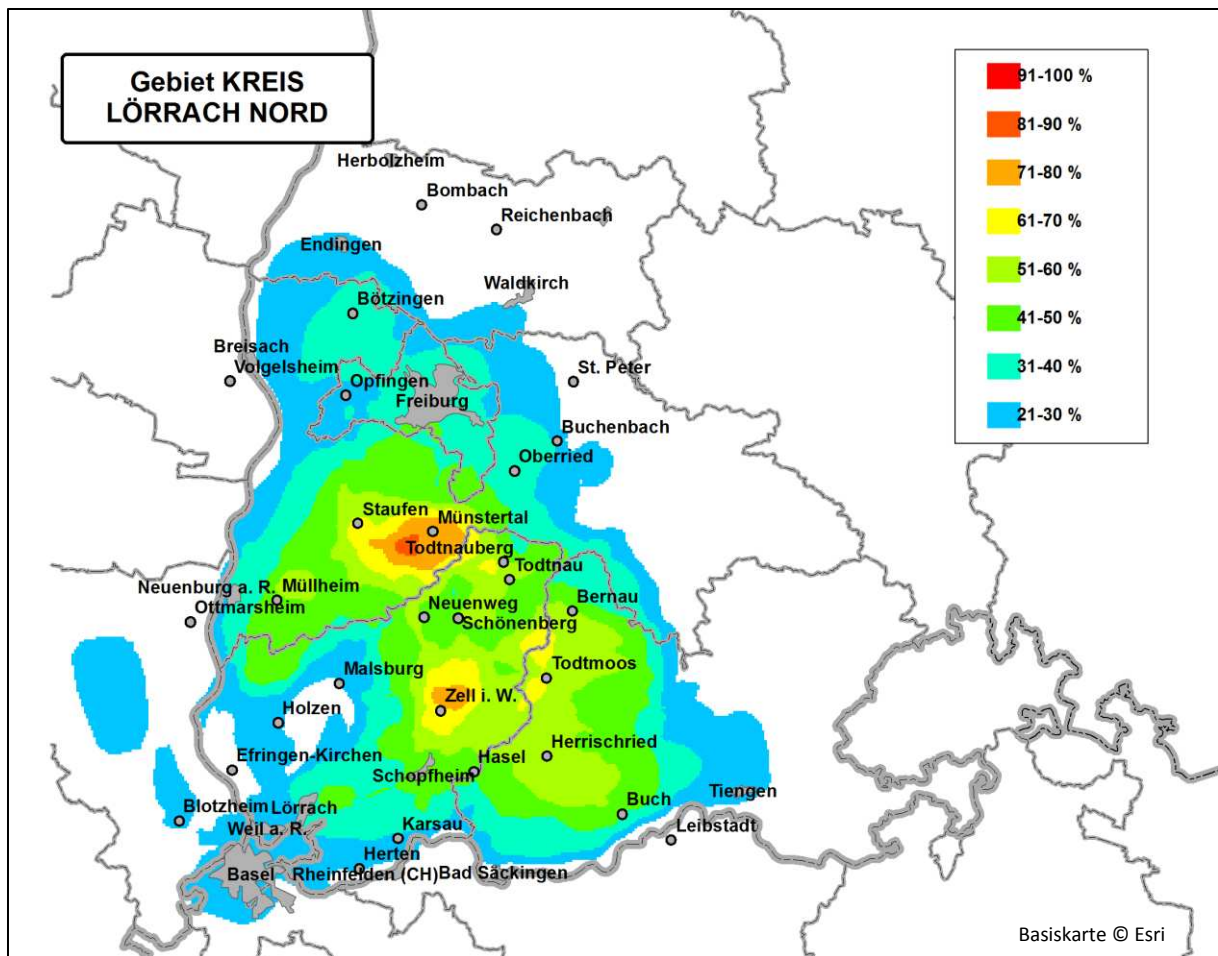 Gebiet KREIS
LÖRRACH NORD
91-100 %
81-90 %
71-80 %
61-70 %
51-60 %
41-50 %
31-40 %
21-30 %
Herbolzheim
Bombach
Reichenbach
Endingen
Waldkirch
Bötzingen
Breisach
Volgelsheim
St. Peter
Opfingen
Freiburg
Buchenbach
Oberried
Staufen
Münstertal
Todtnauberg
Todtnau
Neuenburg a. R.
Müllheim
Ottmarsheim
Neuenweg
Bernau
Schönenberg
Malsburg
Todtmoos
Zell i. W.
Holzen
Efringen-Kirchen
Hasel
Herrischried
Schopfheim
Blotzheim
Lörrach
Buch
Tiengen
Weil a. R.
Karsau
Leibstadt
Herten
Basel
Rheinfelden (CH)
Bad Säckingen
Basiskarte © Esri